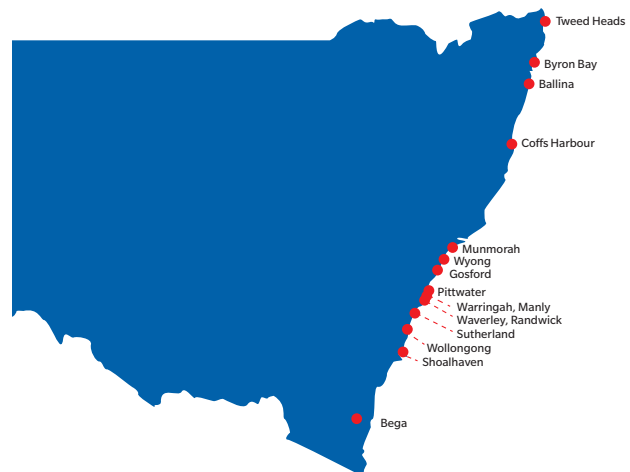 Tweed Heads
Byron Bay
Ballina
Coffs Harbour
Munmorah
Wyong
Gosford
Pittwater
Warringah, Manly
Waverley, Randwick
Sutherland
Wollongong
Shoalhaven
Bega